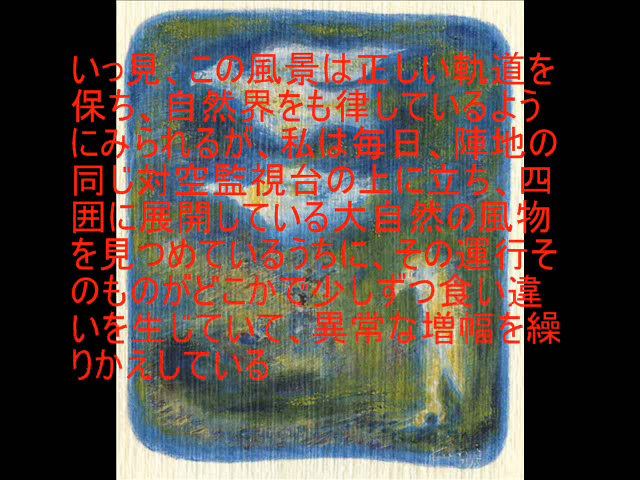 いっ見、この風景は正しい軌道を
保ち、自然界をも律しているよう
にみられるが、私は毎日、陣地の
同じ対空監視台の上に立ち、四
囲に展開している大自然の風物
を見つめているうちに、その運行そ
のものがどこかで少しずつ食い違
いを生じていて、異常な増幅を繰
りかえしている